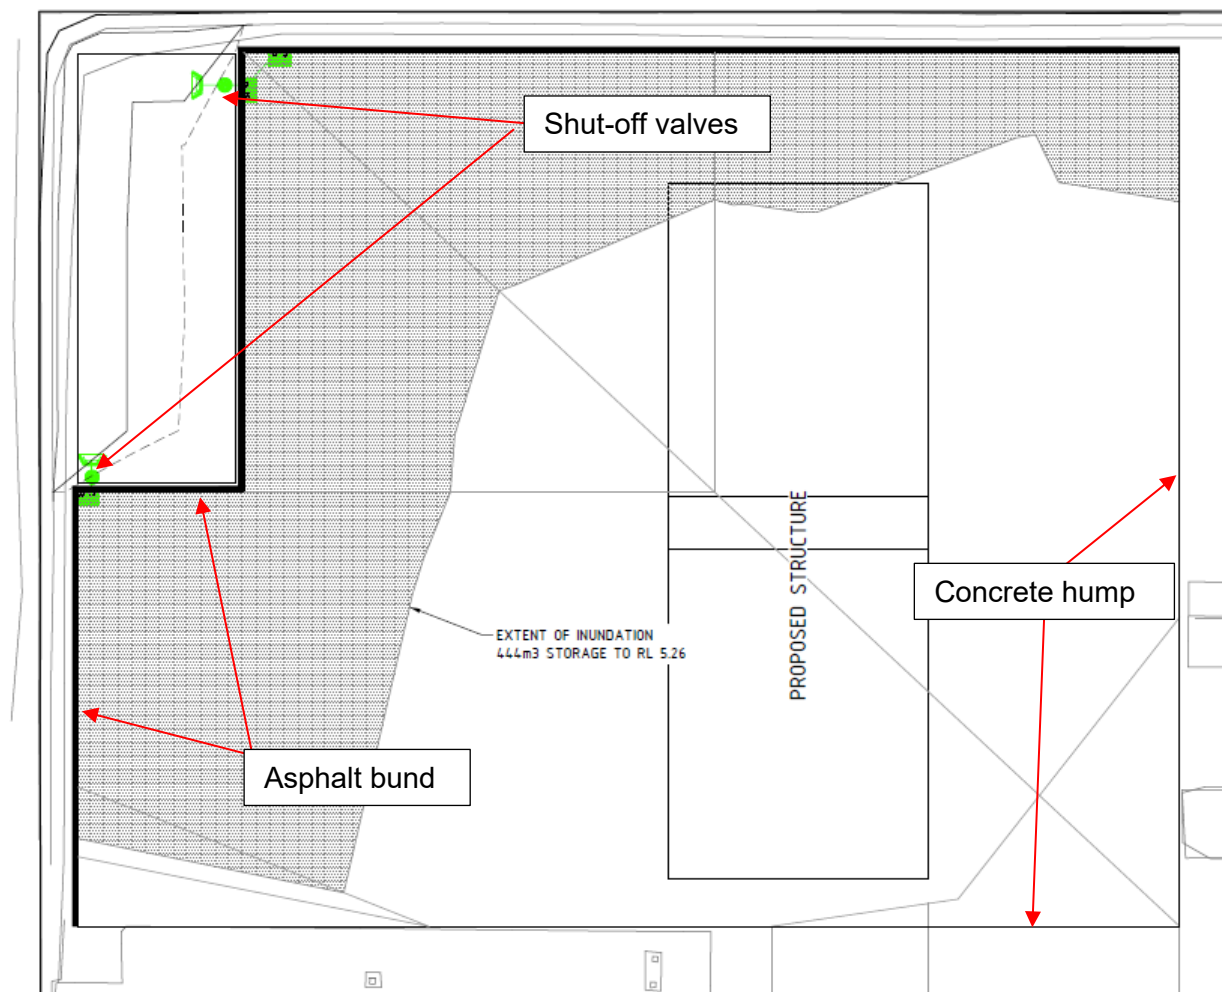 Shut-off valves
PROPOSED STRUCTURE
Concrete hump
EXTENT OF INUNDATION
444m3 STORAGE TO RL 5.26
Asphalt bund